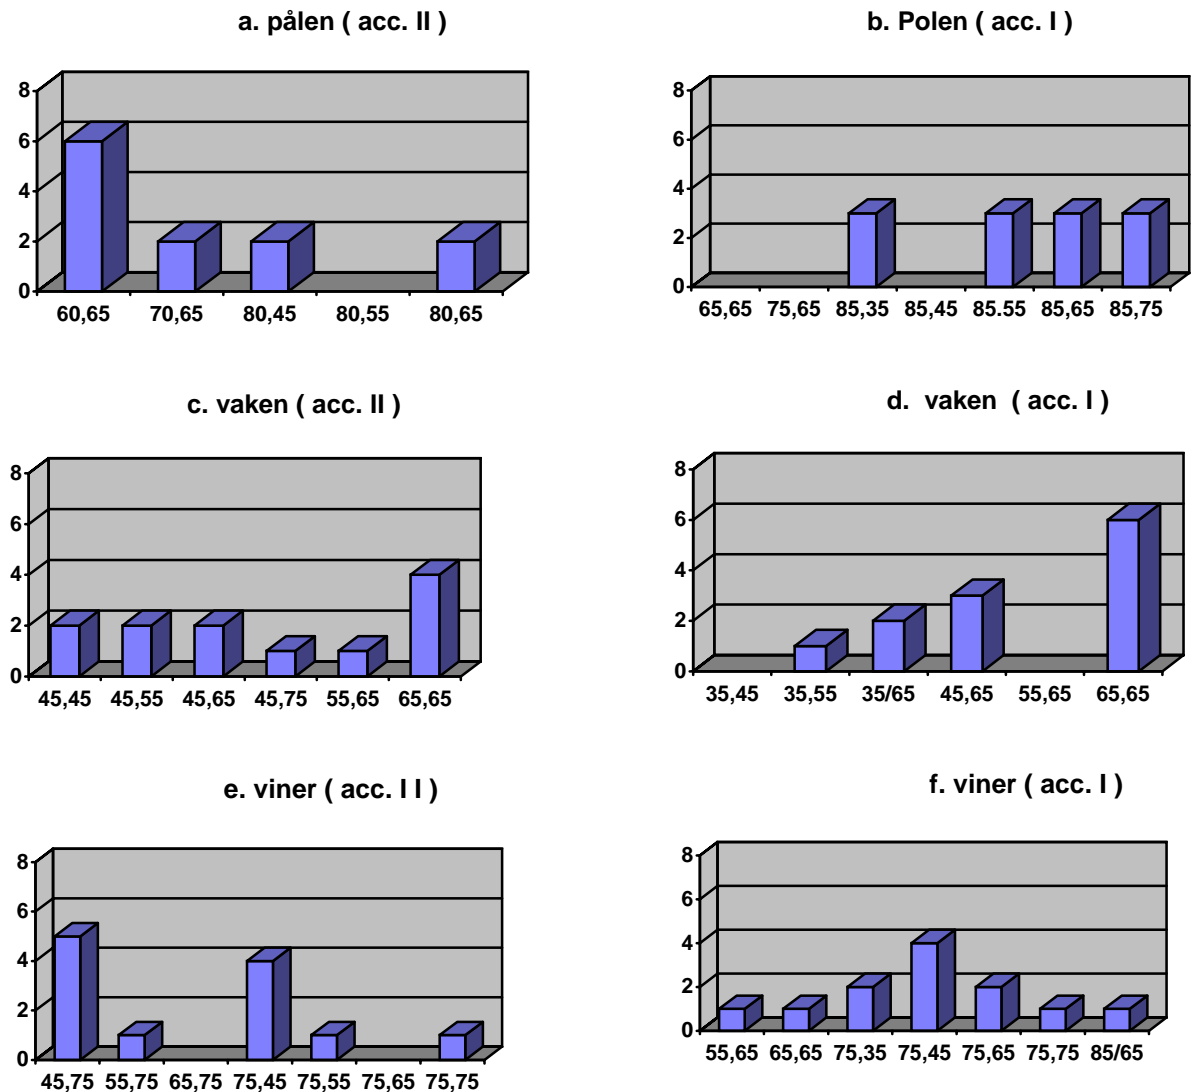 a. pålen ( acc. II )
8
6
4
2
0
60,65 70,65 80,45 80,55 80,65
b. Polen ( acc. I )
8
6
4
2
0
65,65 75,65 85,35 85,45 85.55 85,65 85,75
c. vaken ( acc. II )
8
6
4
2
0
45,45 45,55 45,65 45,75 55,65 65,65
d. vaken ( acc. I )
8
6
4
2
0
35,45 35,55 35/65 45,65 55,65 65,65
e. viner ( acc. I I )
8
6
4
2
0
45,75 55,75 65,75 75,45 75,55 75,65 75,75
f. viner ( acc. I )
8
6
4
2
0
55,65 65,65 75,35 75,45 75,65 75,75 85/65